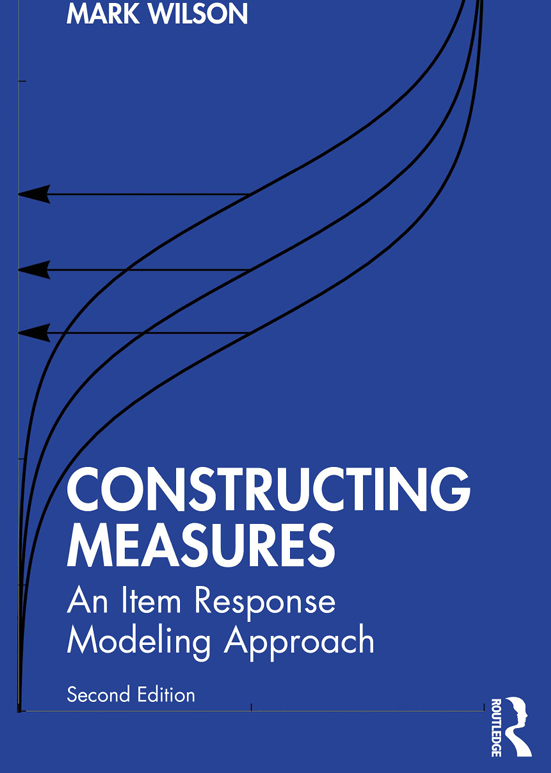 MARK WILSON
CONSTRUCTING
MEASURES
An Item Response
Modeling Approach
Second Edition
ROUTLEDGE